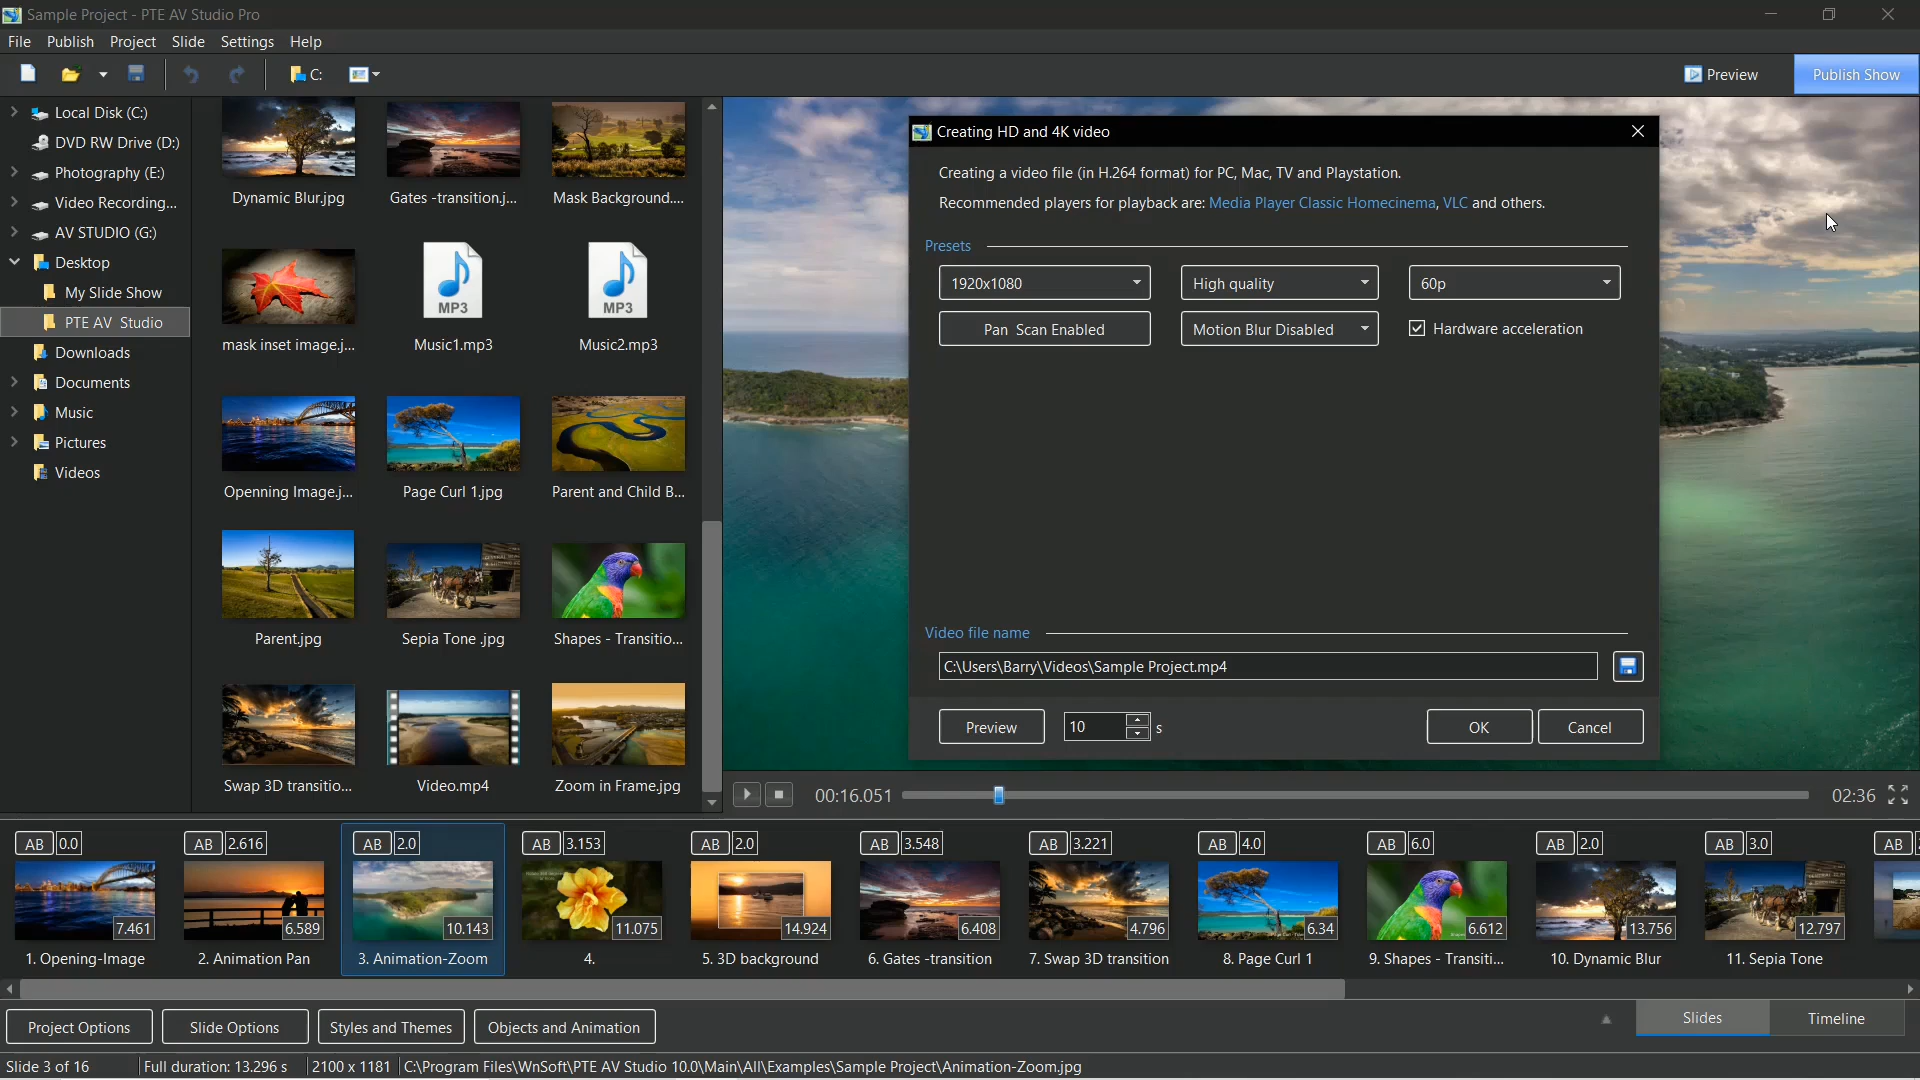 Sample Project - PTE AV Studio Pro
File Publish Project Slide Settings Help
C: Preview Publish Show
Local Disk (C:)
DVD RW Drive (D:)
Photography (E:)
Video Recording...
AV STUDIO (G:)
Desktop
My Slide Show
PTE AV Studio
Downloads
Documents
Music
Pictures
Videos
Dynamic Blur.jpg Gates -transition.j... Mask Background....
MP3 MP3
mask inset image.j... Music1.mp3 Music2.mp3
Openning Image.j... Page Curl 1.jpg Parent and Child B...
Parent.jpg Sepia Tone .jpg Shapes - Transitio...
Swap 3D transitio... Video.mp4 Zoom in Frame.jpg
Creating HD and 4K video
Creating a video file (in H.264 format) for PC, Mac, TV and Playstation.
Recommended players for playback are: Media Player Classic Homecinema, VLC and others.
Presets
1920x1080 High quality 60p
Pan Scan Enabled Motion Blur Disabled Hardware acceleration
Video file name
C:\Users\Barry\Videos\Sample Project.mp4
Preview 10 s OK Cancel
00:16.051 02:36
AB 0.0 AB 2.616 AB 2.0 AB 3.153 AB 2.0 AB 3.548 AB 3.221 AB 4.0 AB 6.0 AB 2.0 AB 3.0 AB
7.461 6.589 10.143 11.075 14.924 6.408 4.796 6.34 6.612 13.756 12.797
1. Opening-Image 2. Animation Pan 3. Animation-Zoom 4. 5. 3D background 6. Gates -transition 7. Swap 3D transition 8. Page Curl 1 9. Shapes - Transiti... 10. Dynamic Blur 11. Sepia Tone
Project Options Slide Options Styles and Themes Objects and Animation Slides Timeline
Slide 3 of 16 Full duration: 13.296 s 2100 x 1181 C:\Program Files\WnSoft\PTE AV Studio 10.0\Main\All\Examples\Sample Project\Animation-Zoom.jpg